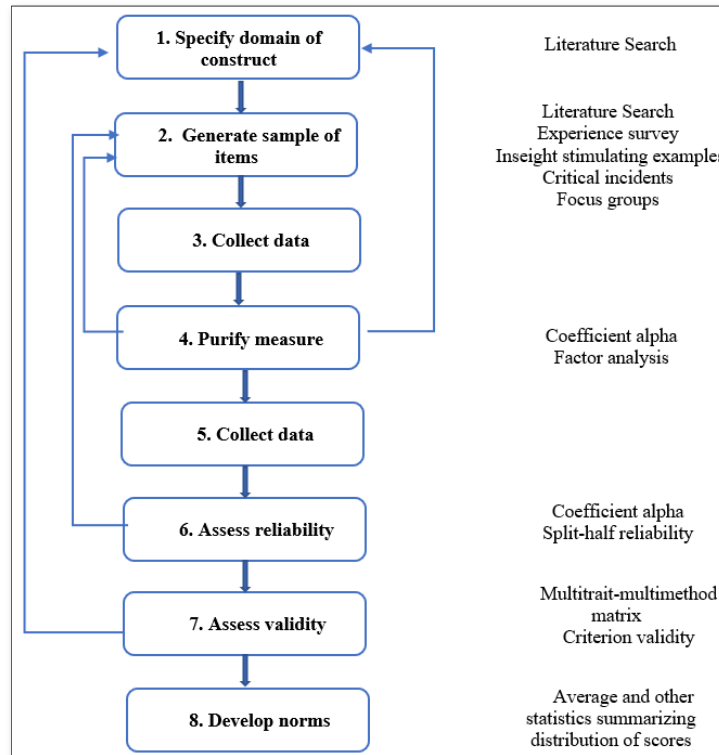 1. Specify domain of
construct
Literature Search
2. Generate sample of
items
Literature Search
Experience survey
Inseight stimulating examples
Critical incidents
Focus groups
3. Collect data
4. Purify measure
Coefficient alpha
Factor analysis
5. Collect data
6. Assess reliability
Coefficient alpha
Split-half reliability
7. Assess validity
Multitrait-multimethod
matrix
Criterion validity
8. Develop norms
Average and other
statistics summarizing
distribution of scores